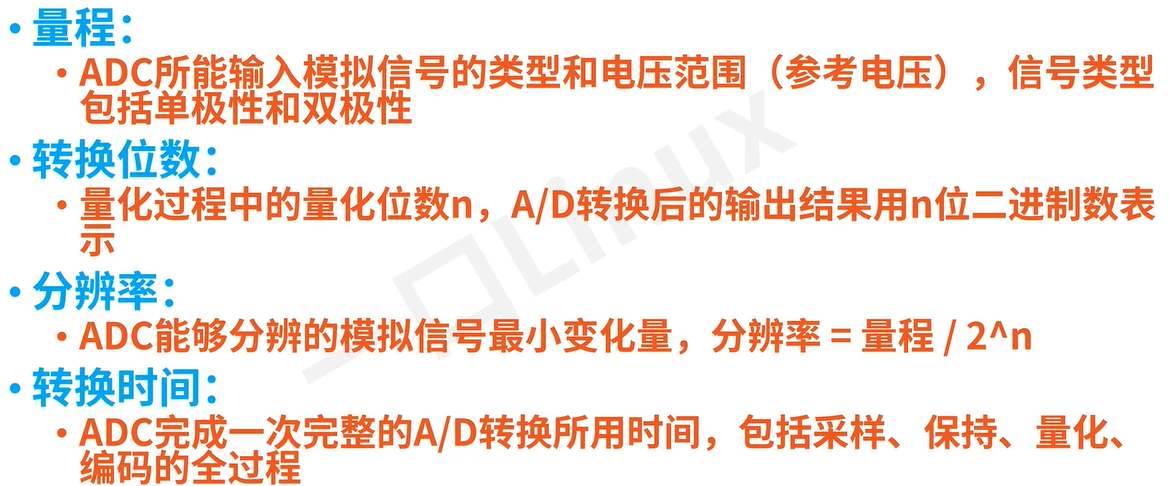 • 量程：
• ADC所能输入模拟信号的类型和电压范围（参考电压），信号类型
包括单极性和双极性
• 转换位数：
• 量化过程中的量化位数n，A/D转换后的输出结果用n位二进制数表
示
• 分辨率：
• ADC能够分辨的模拟信号最小变化量，分辨率 = 量程 / 2^n
• 转换时间：
• ADC完成一次完整的A/D转换所用时间，包括采样、保持、量化、
编码的全过程
一口Linux